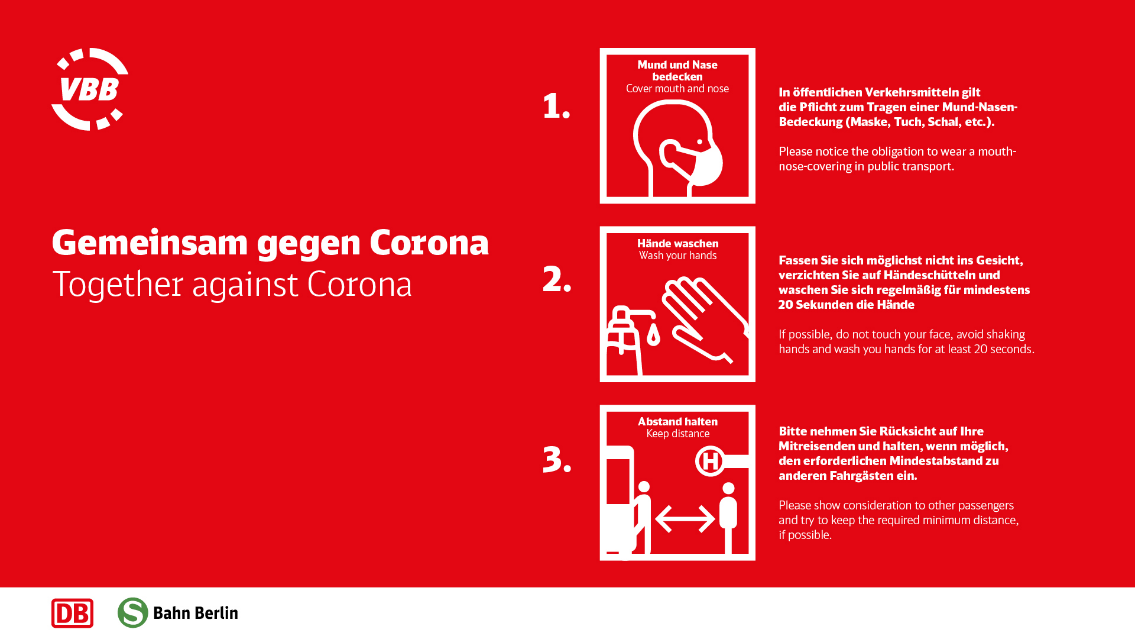 VBB
Gemeinsam gegen Corona
Together against Corona
1.
Mund und Nase
bedecken
Cover mouth and nose
In öffentlichen Verkehrsmitteln gilt
die Pflicht zum Tragen einer Mund-Nasen-
Bedeckung (Maske, Tuch, Schal, etc.).
Please notice the obligation to wear a mouth-
nose-covering in public transport.
2.
Hände waschen
Wash your hands
Fassen Sie sich möglichst nicht ins Gesicht,
verzichten Sie auf Händeschütteln und
waschen Sie sich regelmäßig für mindestens
20 Sekunden die Hände
If possible, do not touch your face, avoid shaking
hands and wash you hands for at least 20 seconds.
3.
Abstand halten
Keep distance
H
Bitte nehmen Sie Rücksicht auf Ihre
Mitreisenden und halten, wenn möglich,
den erforderlichen Mindestabstand zu
anderen Fahrgästen ein.
Please show consideration to other passengers
and try to keep the required minimum distance,
if possible.
DB
S Bahn Berlin